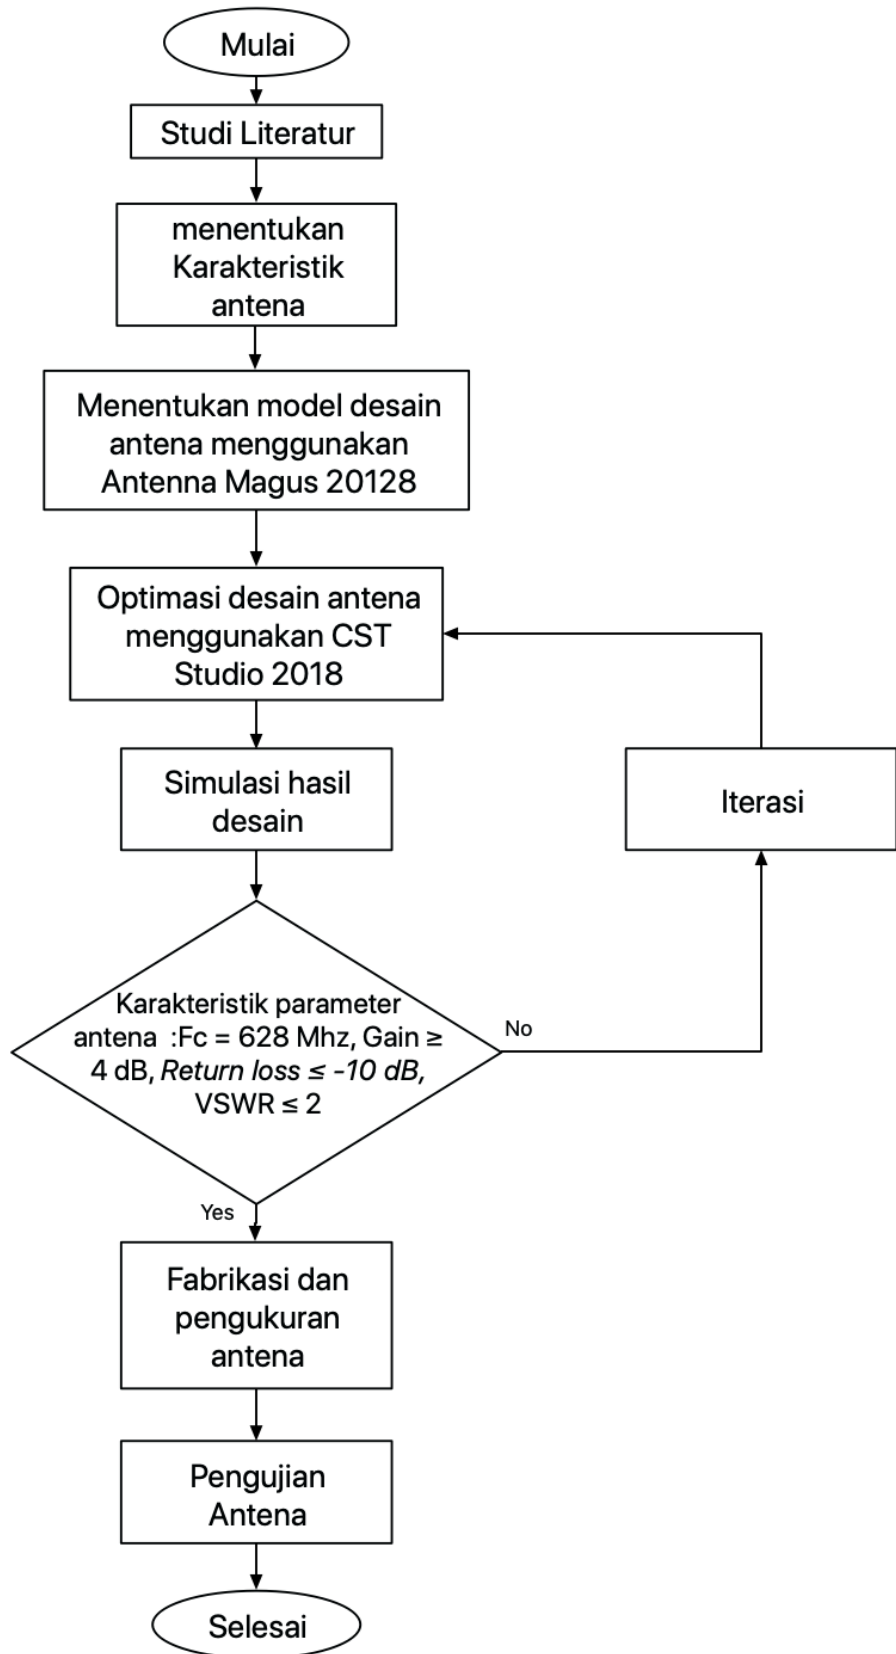 Mulai
Studi Literatur
menentukan
Karakteristik
antena
Menentukan model desain
antena menggunakan
Antenna Magus 20128
Optimasi desain antena
menggunakan CST
Studio 2018
Simulasi hasil
desain
Iterasi
Karakteristik parameter
antena :Fc = 628 Mhz, Gain ≥
4 dB, Return loss ≤ -10 dB,
VSWR ≤ 2
No
Yes
Fabrikasi dan
pengukuran
antena
Pengujian
Antena
Selesai